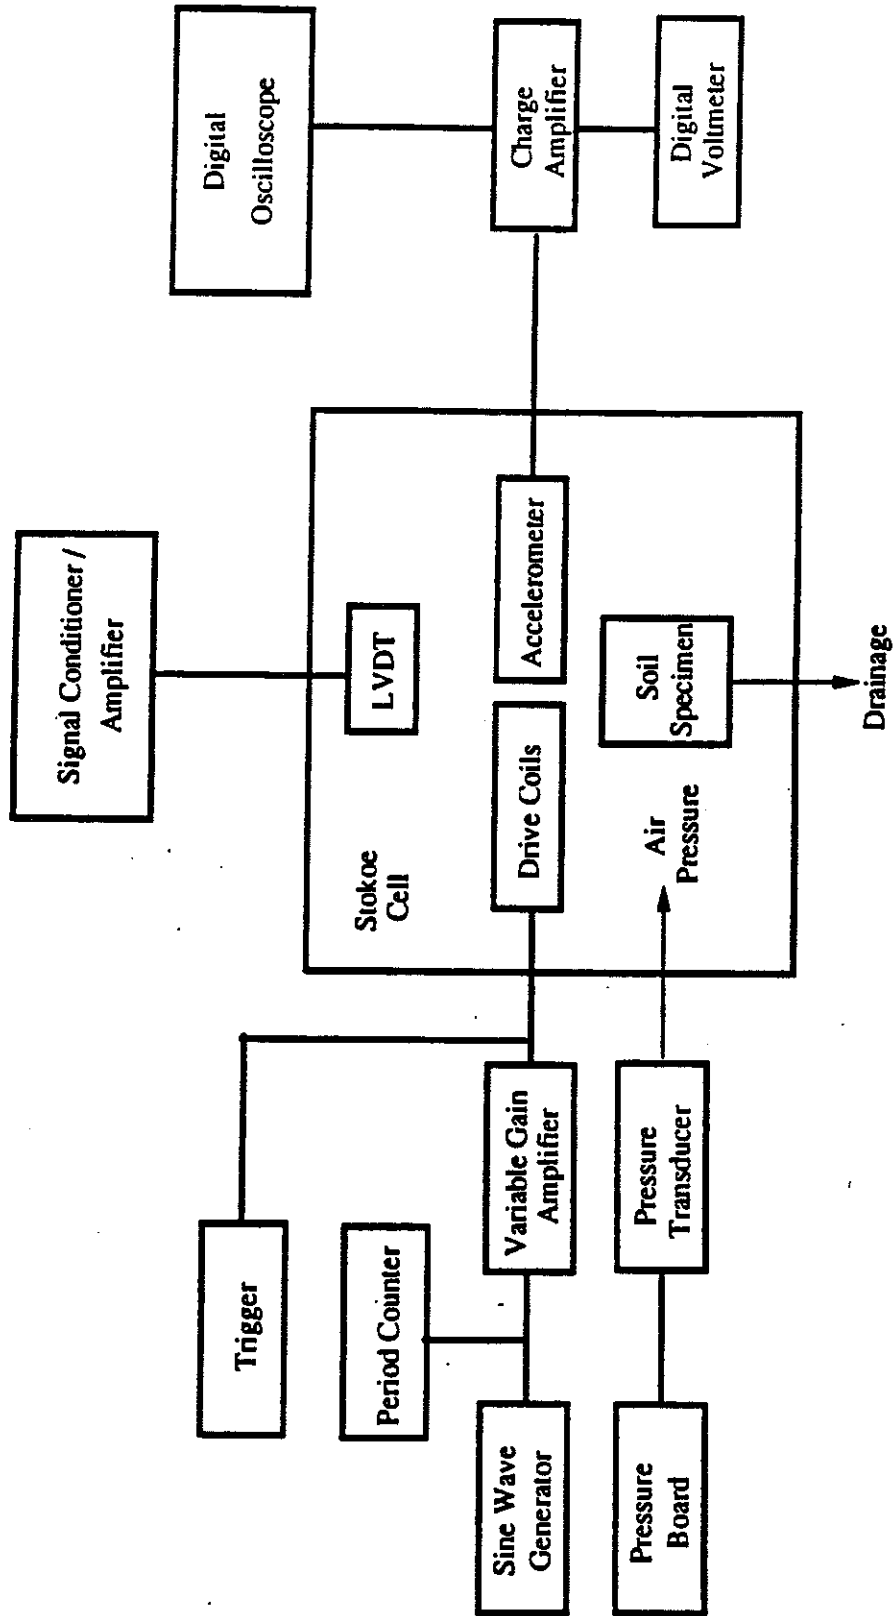 Signal Conditioner /
Amplifier
Digital
Oscilloscope
Trigger
Stokoe
Cell
LVDT
Period Counter
Sine Wave
Generator
Variable Gain
Amplifier
Drive Coils
Accelerometer
Charge
Amplifier
Pressure
Board
Pressure
Transducer
Air
Pressure
Soil
Specimen
Digital
Voltmeter
Drainage